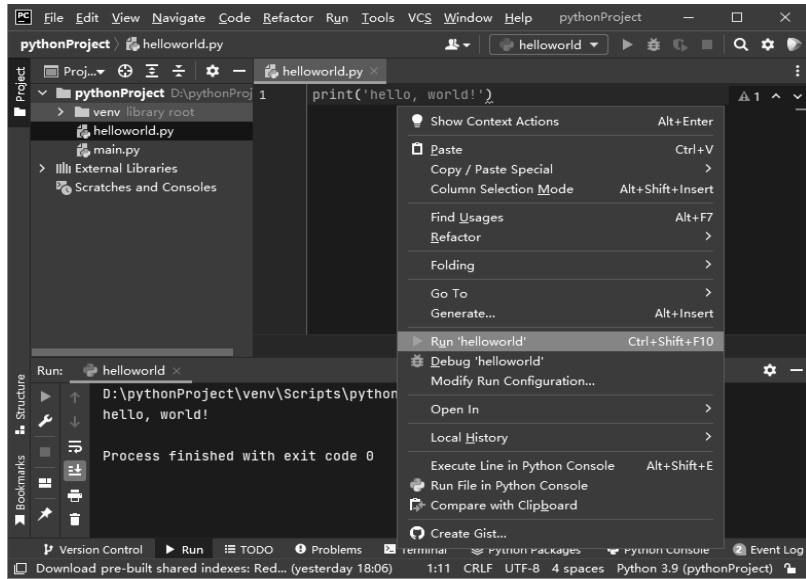 PC File Edit View Navigate Code Refactor Run Tools VCS Window Help pythonProject
pythonProject helloworld.py helloworld
Project
Proj... helloworld.py
pythonProject D:\pythonProj
venv library root
helloworld.py
main.py
External Libraries
Scratches and Consoles
1 print('hello, world!')
1
Show Context Actions Alt+Enter
Paste Ctrl+V
Copy / Paste Special
Column Selection Mode Alt+Shift+Insert
Find Usages Alt+F7
Refactor
Folding
Go To
Generate... Alt+Insert
Run 'helloworld' Ctrl+Shift+F10
Debug 'helloworld'
Modify Run Configuration...
Open In
Local History
Execute Line in Python Console Alt+Shift+E
Run File in Python Console
Compare with Clipboard
Create Gist...
Run: helloworld
Structure
Bookmarks
D:\pythonProject\venv\Scripts\python
hello, world!
Process finished with exit code 0
Version Control Run TODO Problems Terminal Python Packages Python Console 2 Event Log
Download pre-built shared indexes: Red... (yesterday 18:06) 1:11 CRLF UTF-8 4 spaces Python 3.9 (pythonProject)